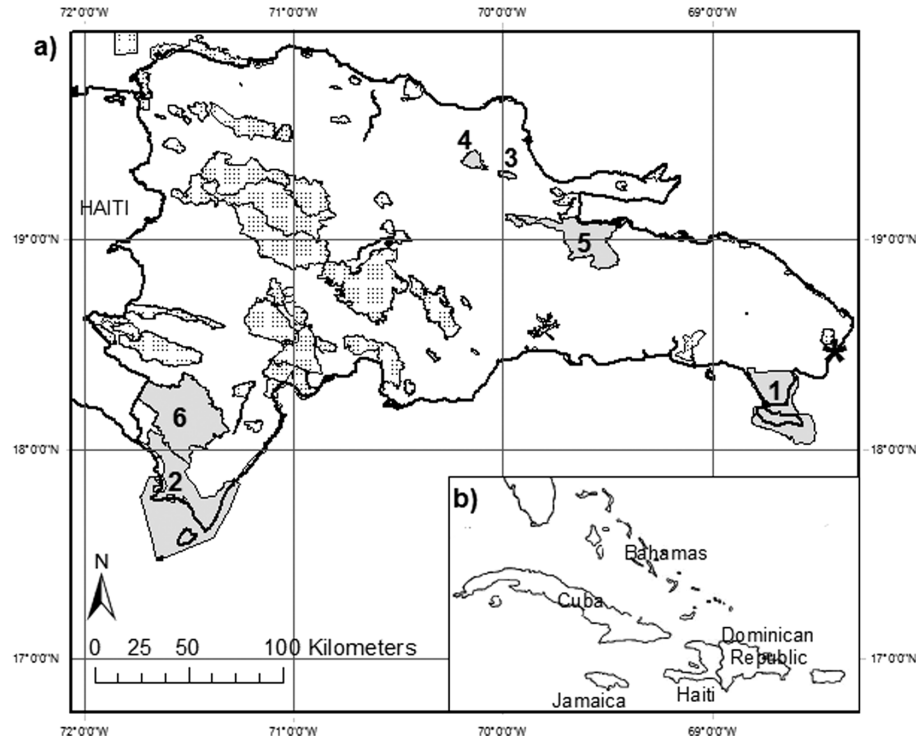 72°0'0"W 71°0'0"W 70°0'0"W 69°0'0"W
a)
4
3
HAITI
19°0'0"N 19°0'0"N
5
1
6
18°0'0"N 18°0'0"N
2
b)
Bahamas
N
Cuba
Dominican
Republic
0 25 50 100 Kilometers
17°0'0"N 17°0'0"N
Jamaica
Haiti
72°0'0"W 71°0'0"W 70°0'0"W 69°0'0"W